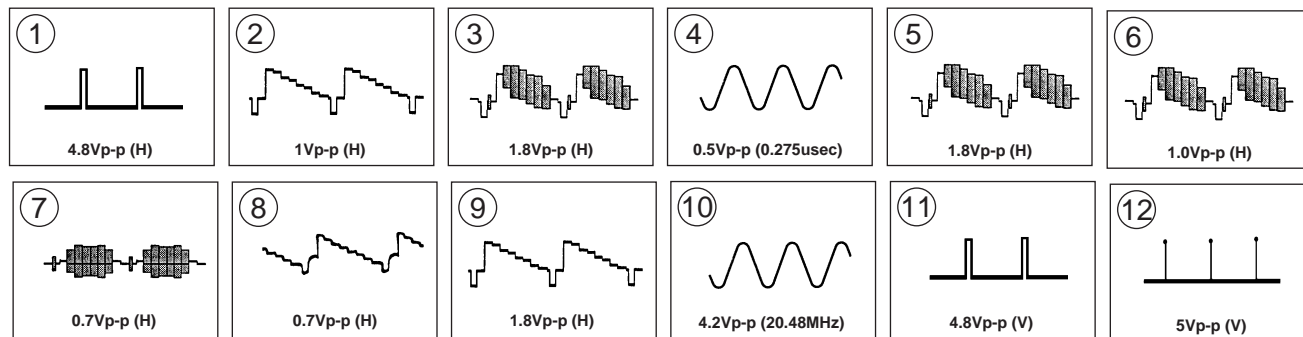 1
4.8Vp-p (H)
2
1Vp-p (H)
3
1.8Vp-p (H)
4
0.5Vp-p (0.275usec)
5
1.8Vp-p (H)
6
1.0Vp-p (H)
7
0.7Vp-p (H)
8
0.7Vp-p (H)
9
1.8Vp-p (H)
10
4.2Vp-p (20.48MHz)
11
4.8Vp-p (V)
12
5Vp-p (V)